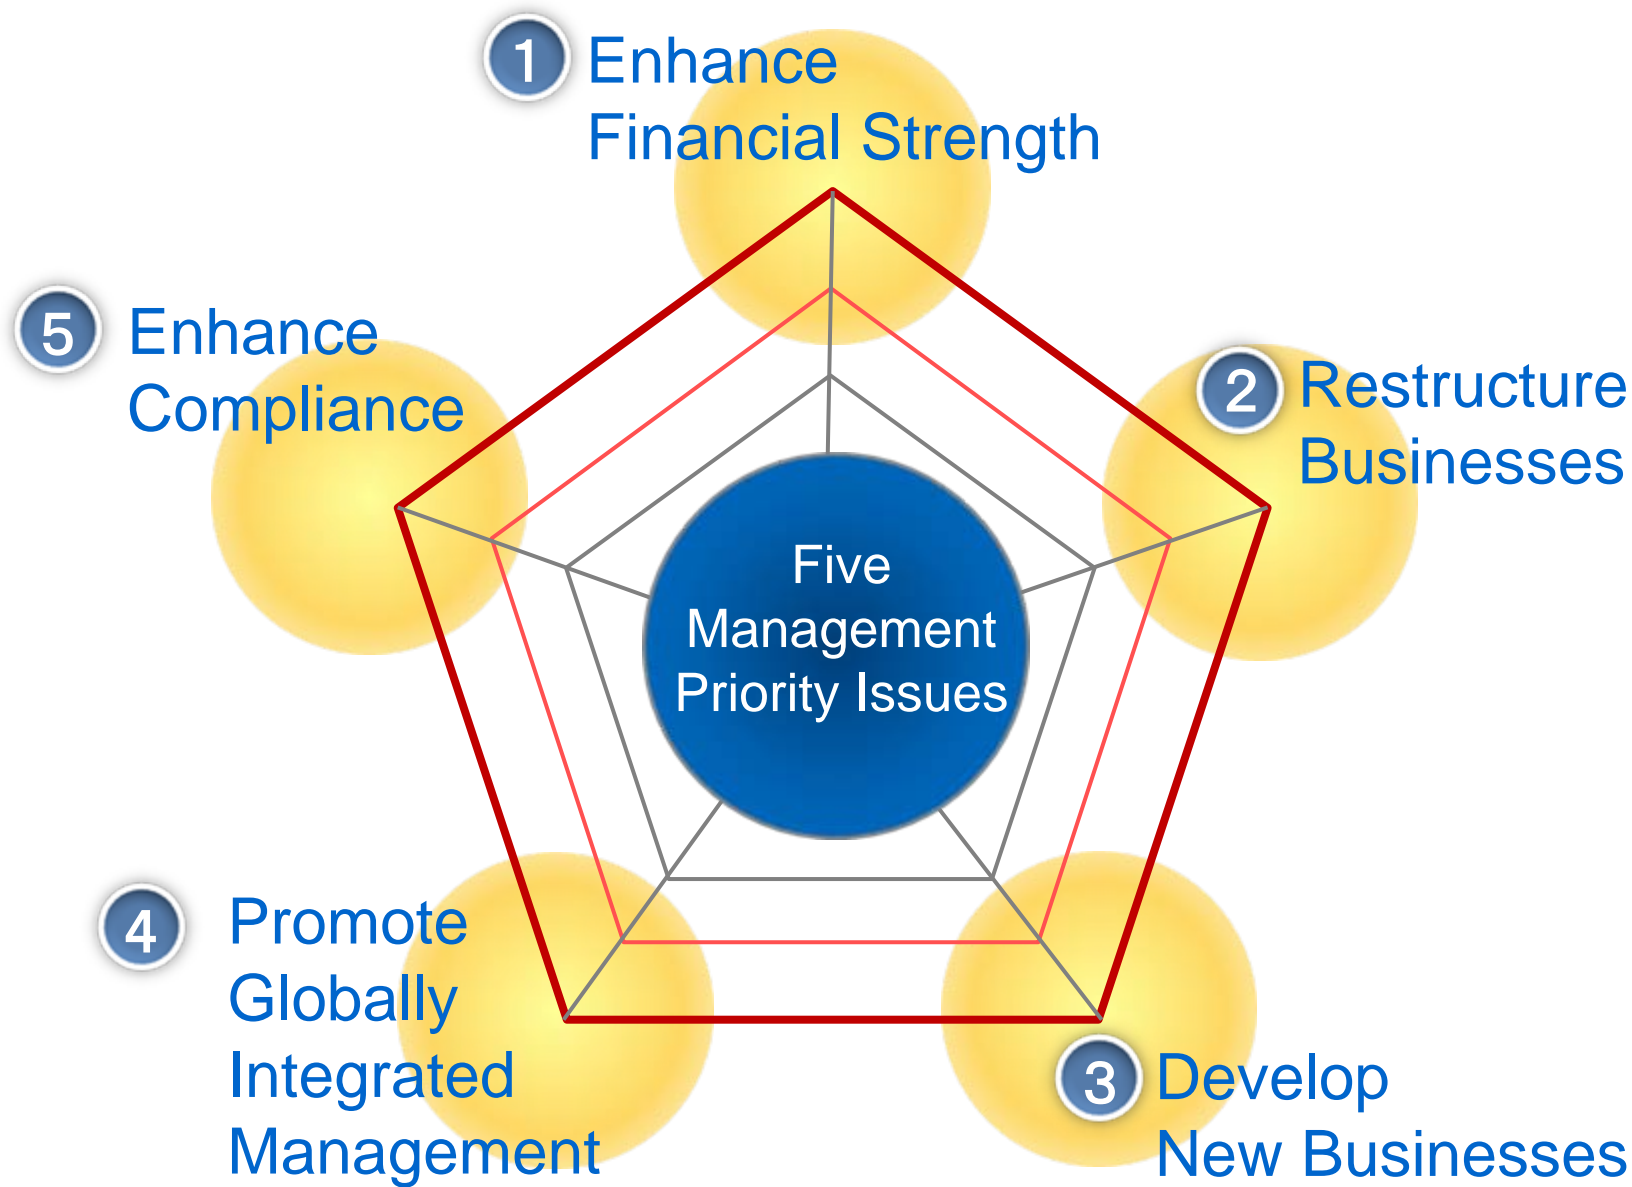 1
Enhance
Financial Strength
2
Restructure
Businesses
3
Develop
New Businesses
4
Promote
Globally
Integrated
Management
5
Enhance
Compliance
Five
Management
Priority Issues